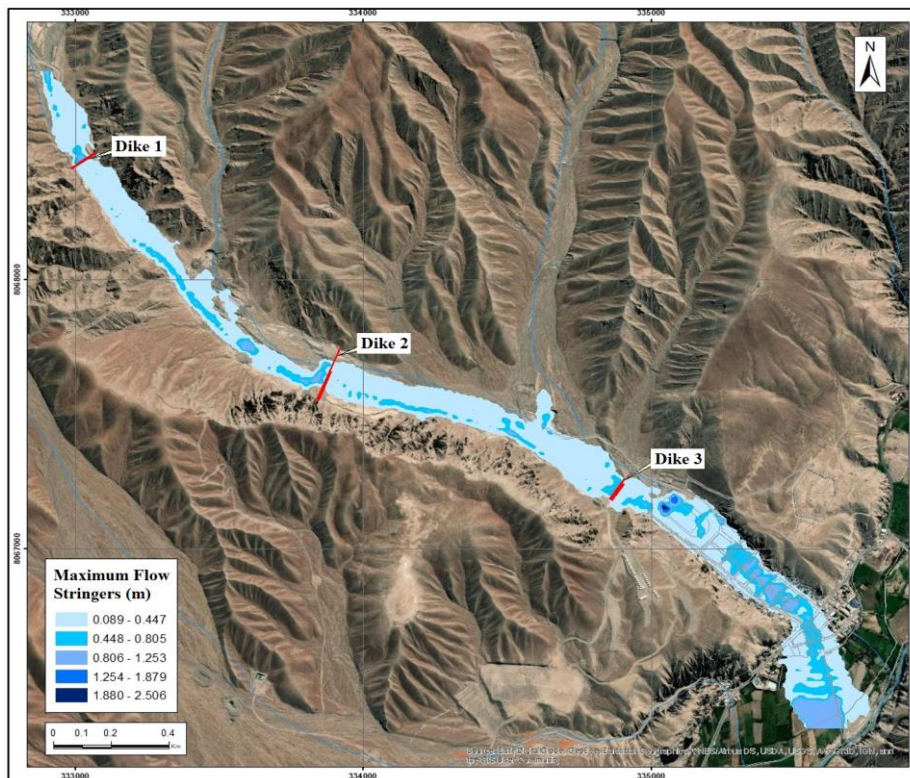 333000 334000 335000
N
Dike 1
8068000
Dike 2
Dike 3
8067000
Maximum Flow
Stringers (m)
0.089 - 0.447
0.448 - 0.805
0.806 - 1.253
1.254 - 1.879
1.880 - 2.506
0 0.1 0.2 0.4
Km
333000 334000 335000